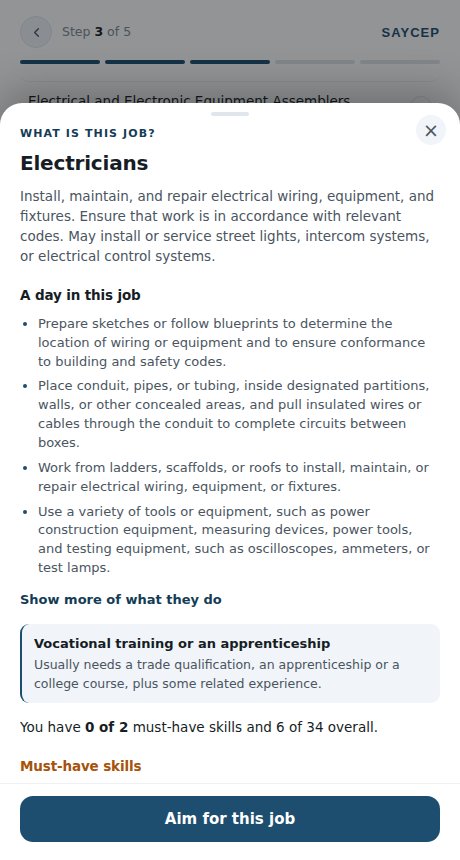 Step 3 of 5
SAYCEP
Electrical and Electronic Equipment Assemblers
WHAT IS THIS JOB?
Electricians
Install, maintain, and repair electrical wiring, equipment, and
fixtures. Ensure that work is in accordance with relevant
codes. May install or service street lights, intercom systems,
or electrical control systems.
A day in this job
Prepare sketches or follow blueprints to determine the
location of wiring or equipment and to ensure conformance
to building and safety codes.
Place conduit, pipes, or tubing, inside designated partitions,
walls, or other concealed areas, and pull insulated wires or
cables through the conduit to complete circuits between
boxes.
Work from ladders, scaffolds, or roofs to install, maintain, or
repair electrical wiring, equipment, or fixtures.
Use a variety of tools or equipment, such as power
construction equipment, measuring devices, power tools,
and testing equipment, such as oscilloscopes, ammeters, or
test lamps.
Show more of what they do
Vocational training or an apprenticeship
Usually needs a trade qualification, an apprenticeship or a
college course, plus some related experience.
You have 0 of 2 must-have skills and 6 of 34 overall.
Must-have skills
Aim for this job